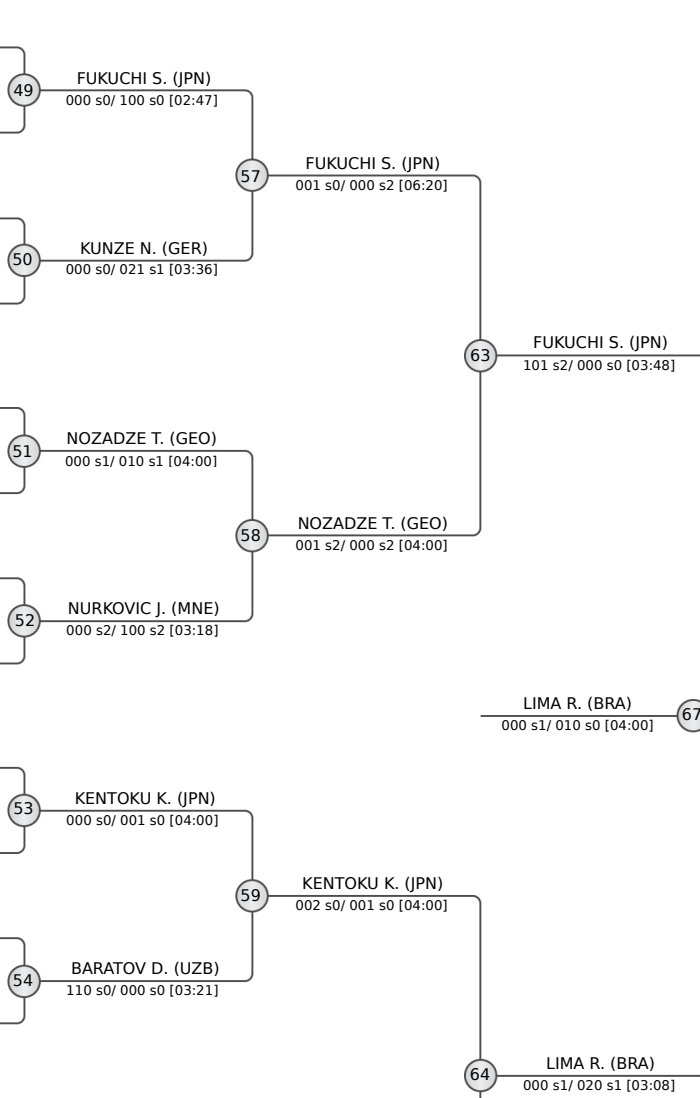 49
FUKUCHI S. (JPN)
000 s0/ 100 s0 [02:47]
57
FUKUCHI S. (JPN)
001 s0/ 000 s2 [06:20]
50
KUNZE N. (GER)
000 s0/ 021 s1 [03:36]
63
FUKUCHI S. (JPN)
101 s2/ 000 s0 [03:48]
51
NOZADZE T. (GEO)
000 s1/ 010 s1 [04:00]
58
NOZADZE T. (GEO)
001 s2/ 000 s2 [04:00]
52
NURKOVIC J. (MNE)
000 s2/ 100 s2 [03:18]
LIMA R. (BRA)
000 s1/ 010 s0 [04:00]
67
53
KENTOKU K. (JPN)
000 s0/ 001 s0 [04:00]
59
KENTOKU K. (JPN)
002 s0/ 001 s0 [04:00]
54
BARATOV D. (UZB)
110 s0/ 000 s0 [03:21]
64
LIMA R. (BRA)
000 s1/ 020 s1 [03:08]